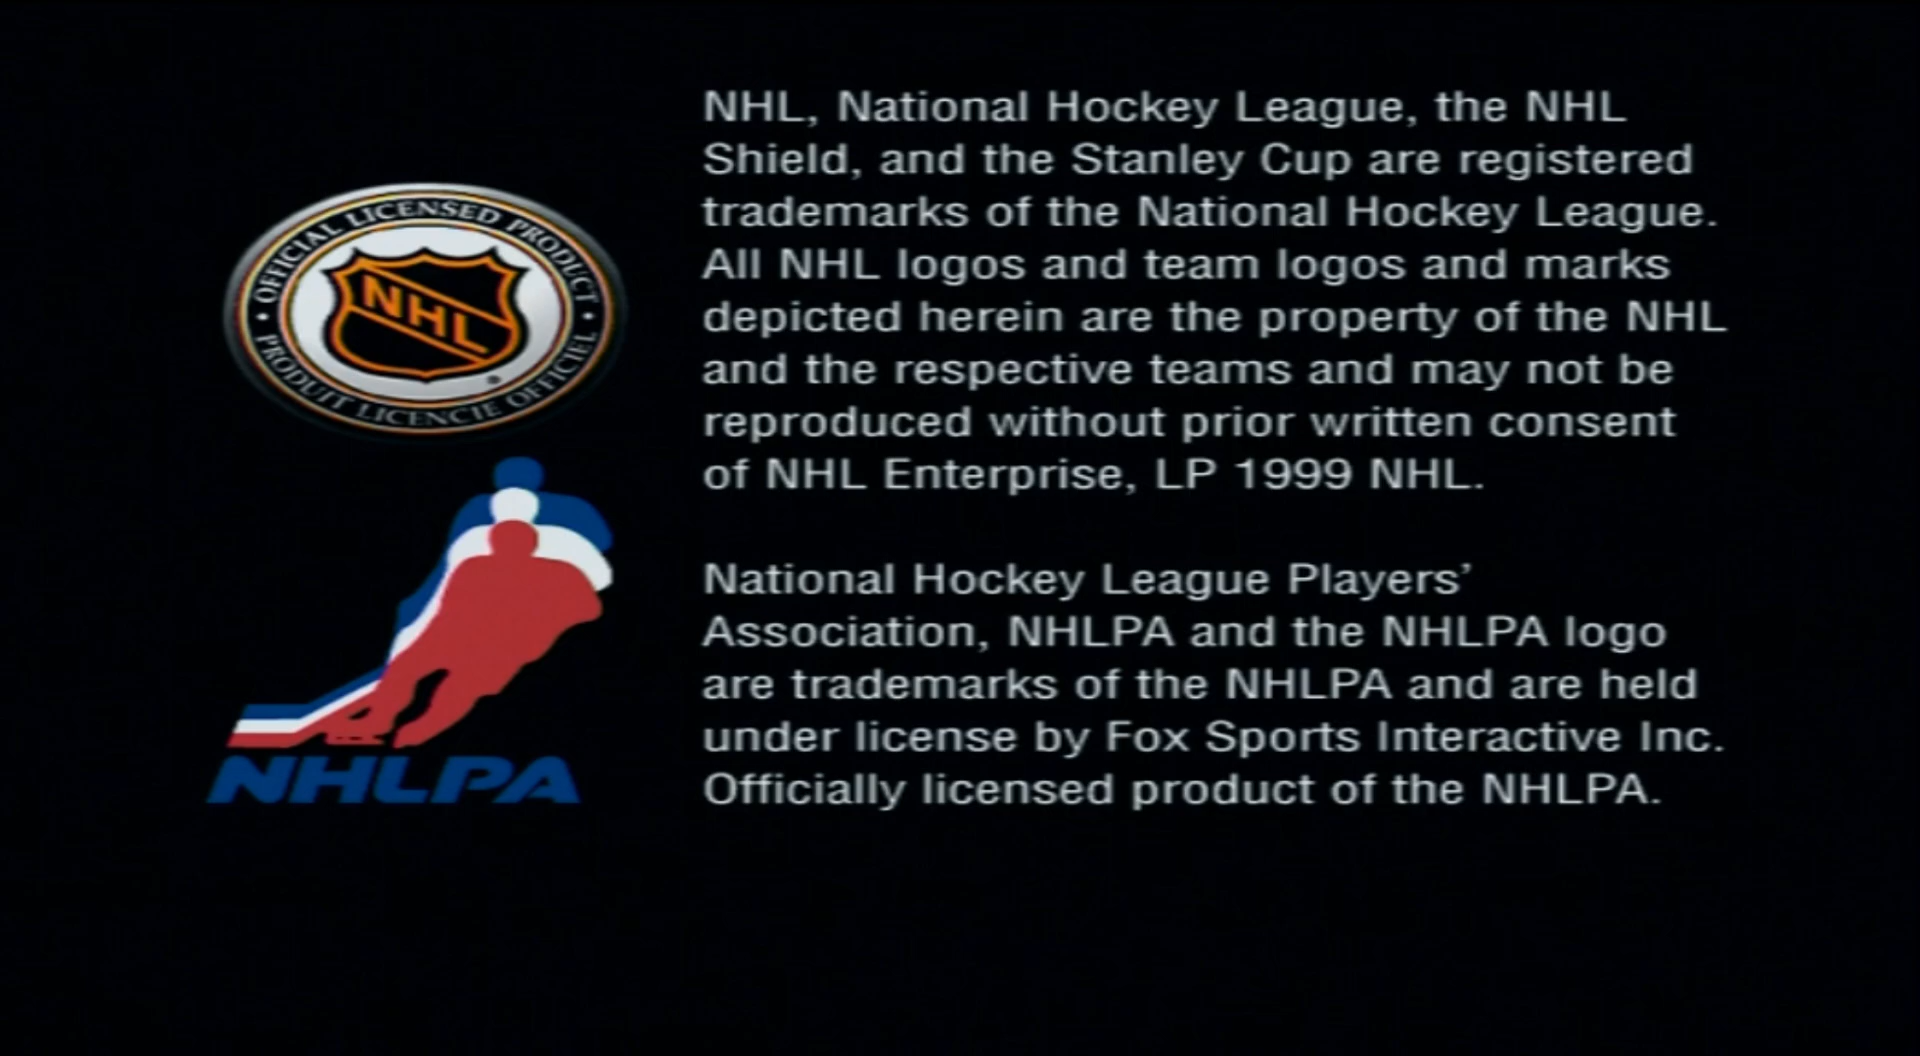 OFFICIAL LICENSED PRODUCT
NHL
PRODUIT LICENCIE OFFICIEL
NHLPA
NHL, National Hockey League, the NHL
Shield, and the Stanley Cup are registered
trademarks of the National Hockey League.
All NHL logos and team logos and marks
depicted herein are the property of the NHL
and the respective teams and may not be
reproduced without prior written consent
of NHL Enterprise, LP 1999 NHL.
National Hockey League Players’
Association, NHLPA and the NHLPA logo
are trademarks of the NHLPA and are held
under license by Fox Sports Interactive Inc.
Officially licensed product of the NHLPA.